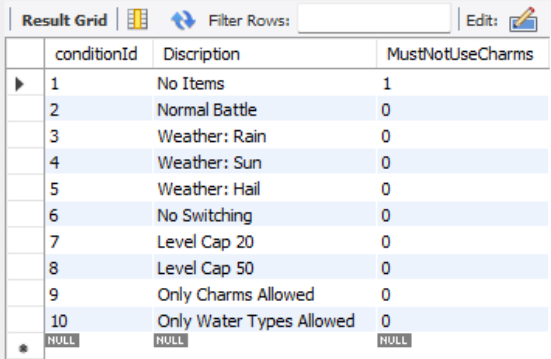 Result Grid Filter Rows: Edit:
conditionId Discription MustNotUseCharms
1 No Items 1
2 Normal Battle 0
3 Weather: Rain 0
4 Weather: Sun 0
5 Weather: Hail 0
6 No Switching 0
7 Level Cap 20 0
8 Level Cap 50 0
9 Only Charms Allowed 0
10 Only Water Types Allowed 0
NULL NULL NULL